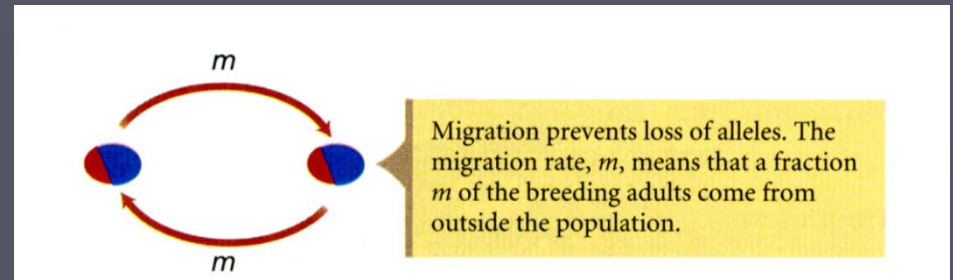 m
Migration prevents loss of alleles. The
migration rate, m, means that a fraction
m of the breeding adults come from
outside the population.
m